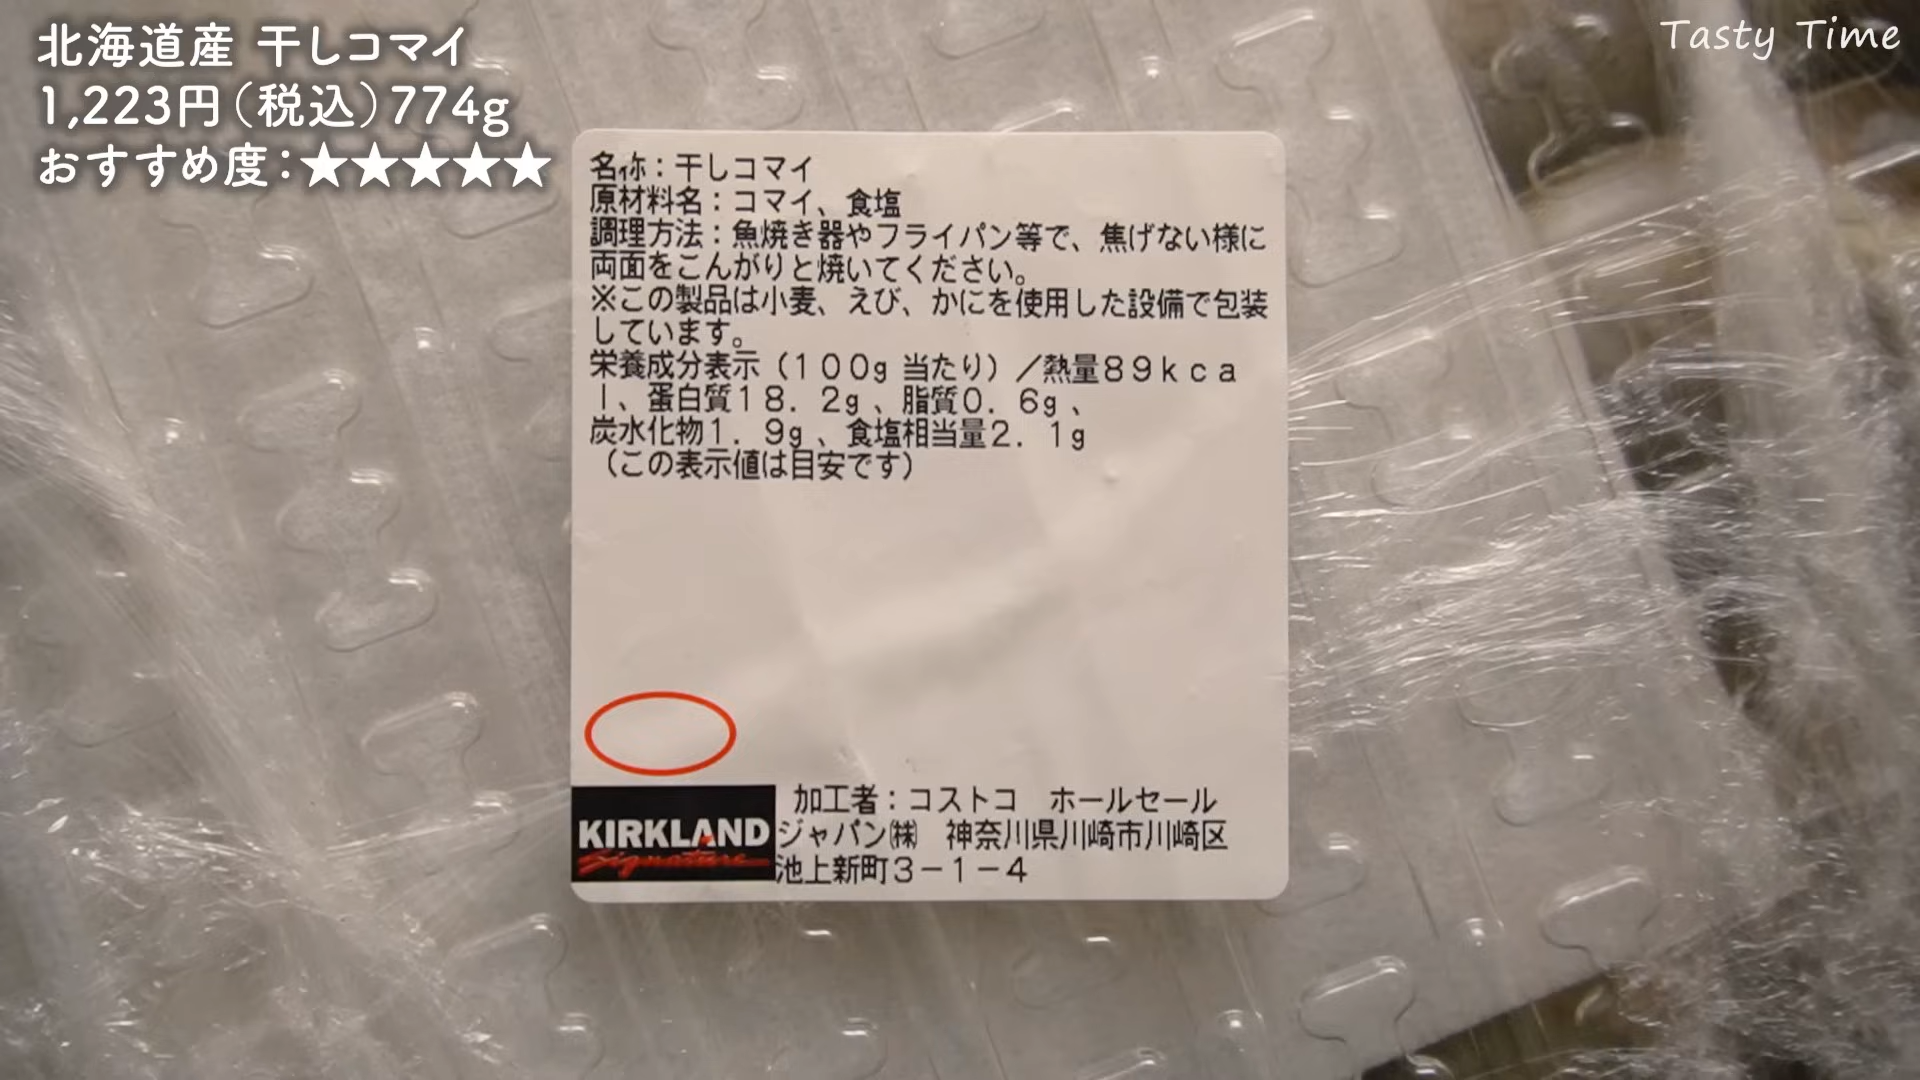 北海道産 干しコマイ
1,223円（税込）774g
おすすめ度：★★★★★
Tasty Time
名称：干しコマイ
原材料名：コマイ、食塩
調理方法：魚焼き器やフライパン等で、焦げない様に
両面をこんがりと焼いてください。
※この製品は小麦、えび、かにを使用した設備で包装
しています。
栄養成分表示（１００g 当たり）／熱量８９ｋｃａ
ｌ、蛋白質１８．２g 、脂質０．６g 、
炭水化物１．９g 、食塩相当量２．１g
（この表示値は目安です）
加工者：コストコ　ホールセール
ジャパン㈱　神奈川県川崎市川崎区
池上新町３－１－４
KIRKLAND
Signature